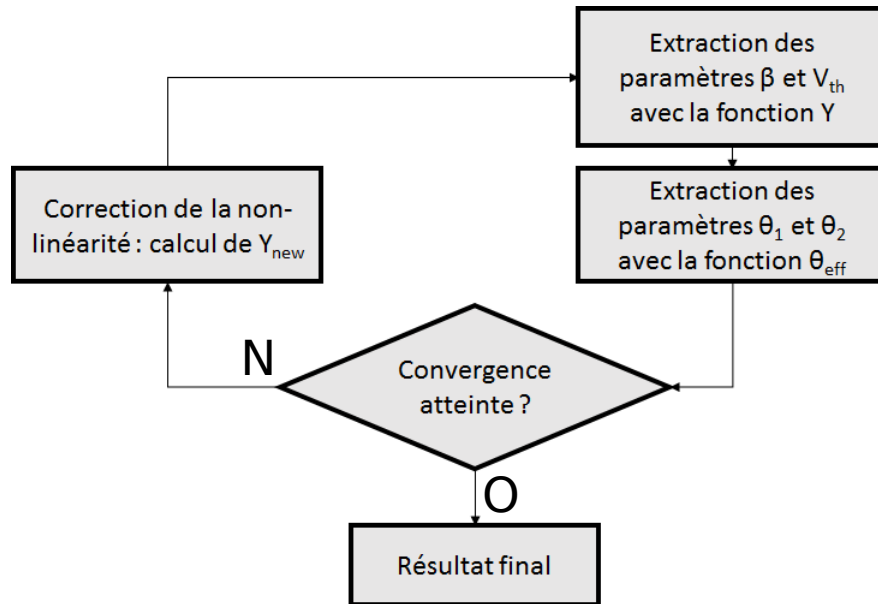 Extraction des
paramètres β et Vth
avec la fonction Y
Correction de la non-
linéarité : calcul de Ynew
Extraction des
paramètres θ1 et θ2
avec la fonction θeff
N
Convergence
atteinte ?
O
Résultat final